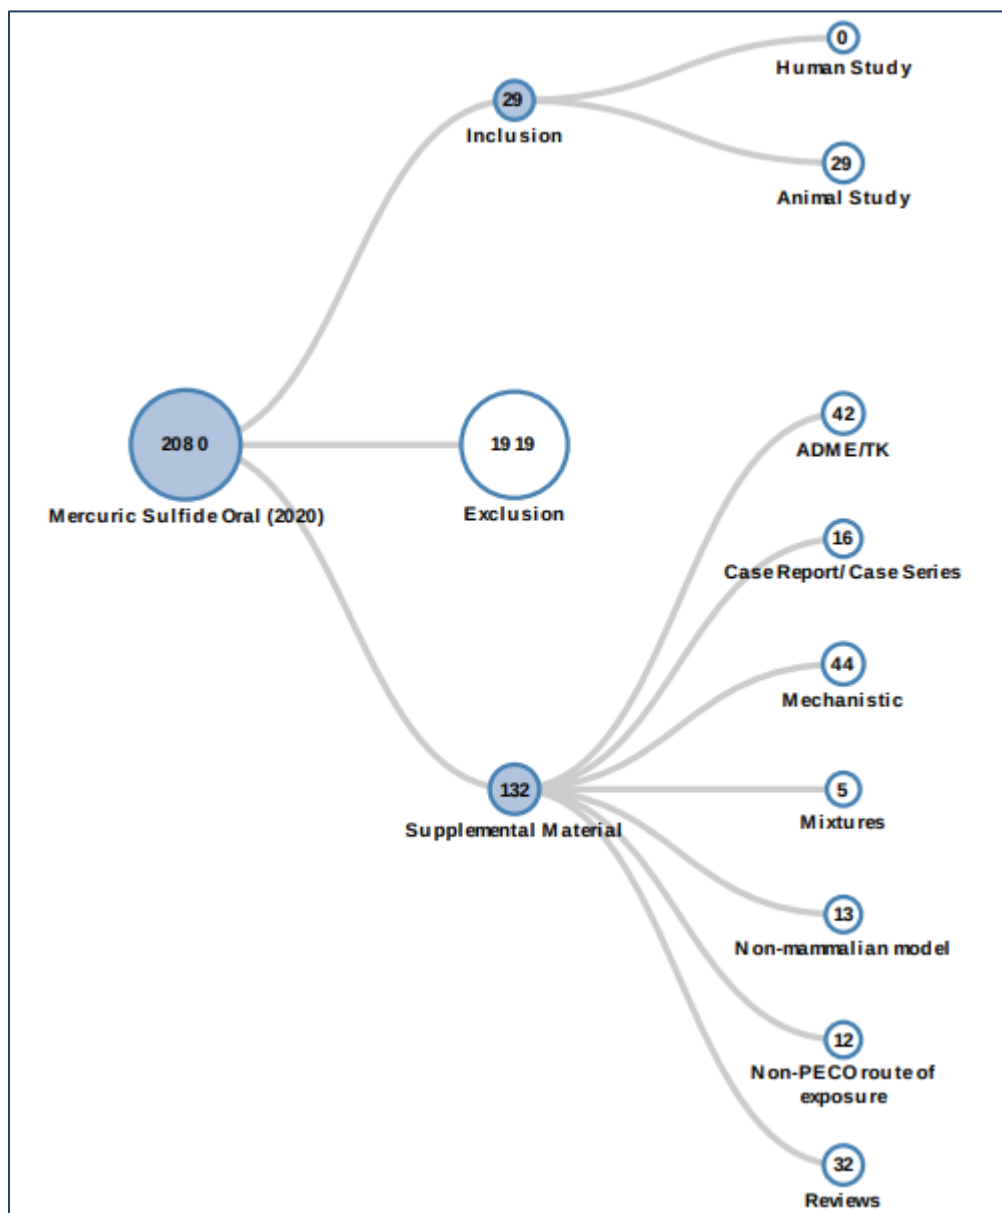 0
Human Study
29
Inclusion
29
Animal Study
2080
Mercuric Sulfide Oral (2020)
1919
Exclusion
42
ADME/TK
16
Case Report/ Case Series
44
Mechanistic
132
Supplemental Material
5
Mixtures
13
Non-mammalian model
12
Non-PECO route of
exposure
32
Reviews